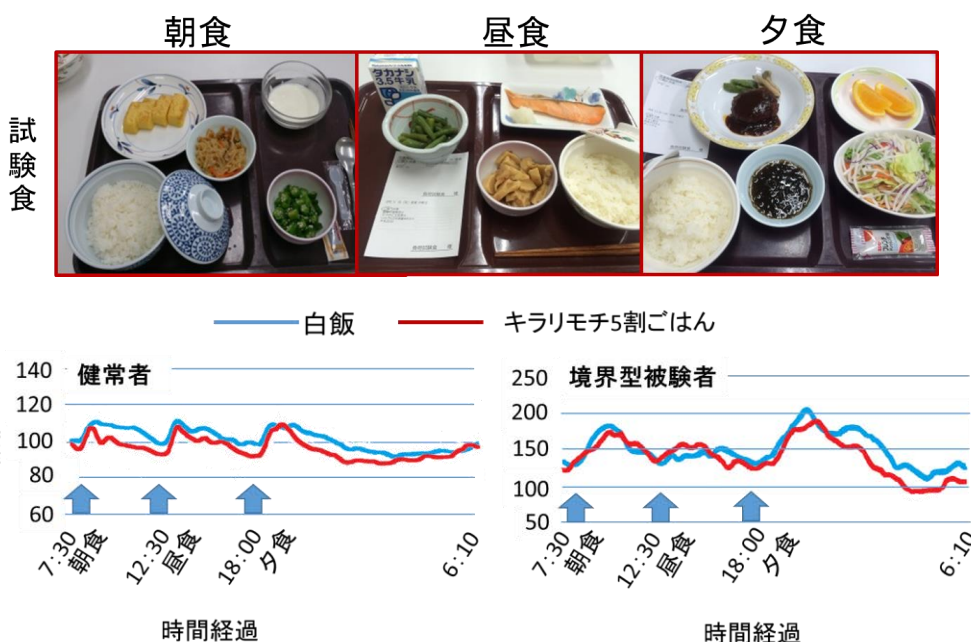 朝食
昼食
夕食
試験食
タカナシ
3.5牛乳
白飯
キラリモチ5割ごはん
健常者
140
120
100
80
60
7:30
朝食
12:30
昼食
18:00
夕食
6:10
時間経過
境界型被験者
250
200
150
100
50
7:30
朝食
12:30
昼食
18:00
夕食
6:10
時間経過